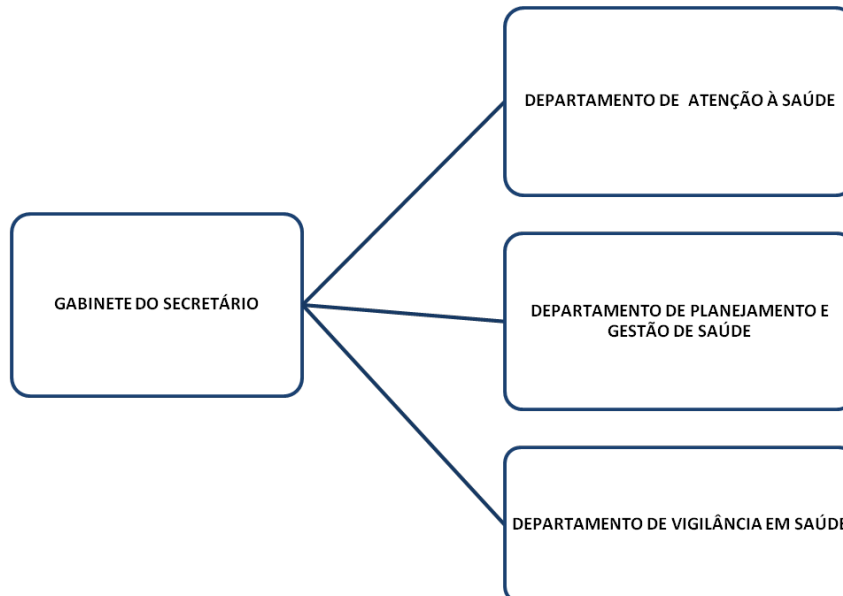 DEPARTAMENTO DE ATENÇÃO À SAÚDE
GABINETE DO SECRETÁRIO
DEPARTAMENTO DE PLANEJAMENTO E
GESTÃO DE SAÚDE
DEPARTAMENTO DE VIGILÂNCIA EM SAÚDE